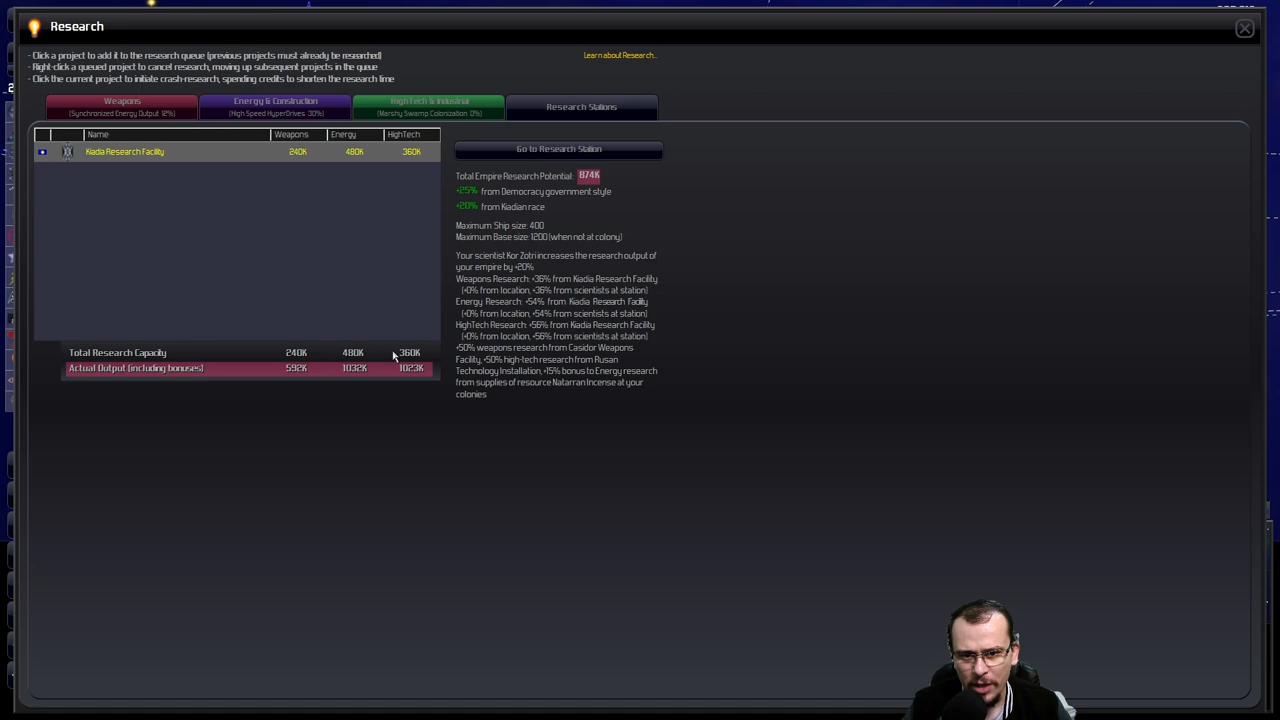 Research
- Click a project to add it to the research queue (previous projects must already be researched)
- Right-click a queued project to cancel research, moving up subsequent projects in the queue
- Click the current project to initiate crash-research, spending credits to shorten the research time
Learn about Research...
Weapons
(Synchronized Energy Output 12%)
Energy & Construction
(High Speed HyperDrives 30%)
HighTech & Industrial
(Marshy Swamp Colonization 0%)
Research Stations
Name Weapons Energy HighTech
Kiadia Research Facility 240K 480K 360K
Total Research Capacity 240K 480K 360K
Actual Output (including bonuses) 592K 1032K 1023K
Go to Research Station
Total Empire Research Potential: 874K
+25% from Democracy government style
+20% from Kiadian race
Maximum Ship size: 400
Maximum Base size: 1200 (when not at colony)
Your scientist Kor Zotri increases the research output of
your empire by +20%
Weapons Research: +36% from Kiadia Research Facility
(+0% from location, +36% from scientists at station)
Energy Research: +54% from Kiadia Research Facility
(+0% from location, +54% from scientists at station)
HighTech Research: +56% from Kiadia Research Facility
(+0% from location, +56% from scientists at station)
+50% weapons research from Casidor Weapons
Facility, +50% high-tech research from Rusan
Technology Installation, +15% bonus to Energy research
from supplies of resource Natarran Incense at your
colonies